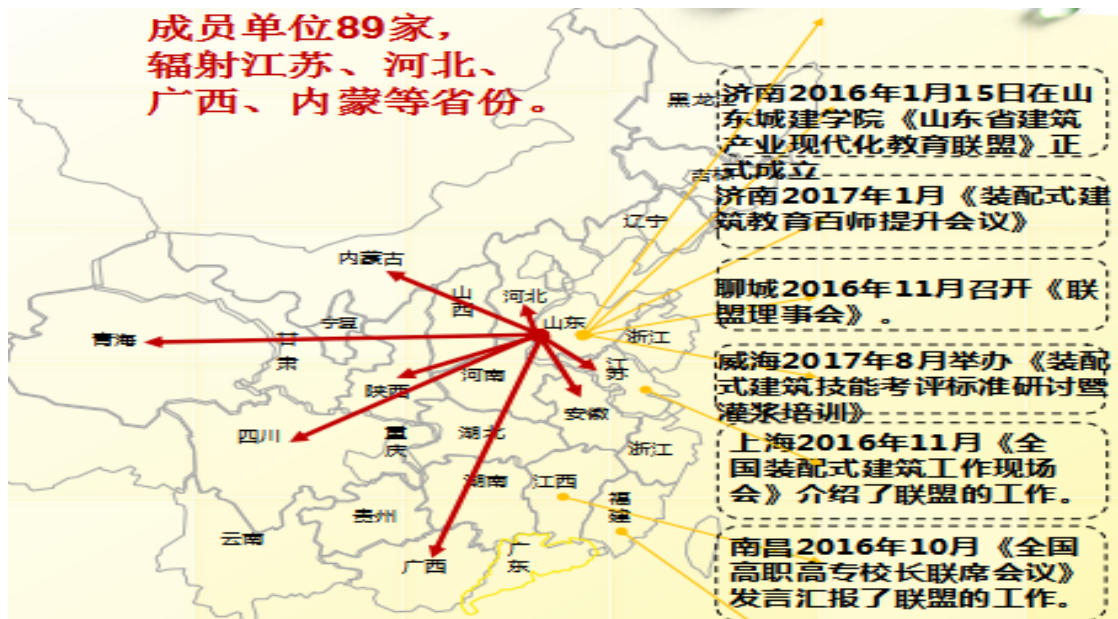 成员单位89家，
辐射江苏、河北、
广西、内蒙等省份。
黑龙江
吉林
辽宁
内蒙古
山西
河北
山东
浙江
宁夏
甘肃
青海
江苏
河南
陕西
安徽
四川
重庆
湖北
浙江
湖南
江西
福建
贵州
云南
广西
广东
济南2016年1月15日在山
东城建学院《山东省建筑
产业现代化教育联盟》正
式成立
济南2017年1月《装配式建
筑教育百师提升会议》
聊城2016年11月召开《联
盟理事会》。
威海2017年8月举办《装配
式建筑技能考评标准研讨暨
灌浆培训》
上海2016年11月《全
国装配式建筑工作现场
会》介绍了联盟的工作。
南昌2016年10月《全国
高职高专校长联席会议》
发言汇报了联盟的工作。